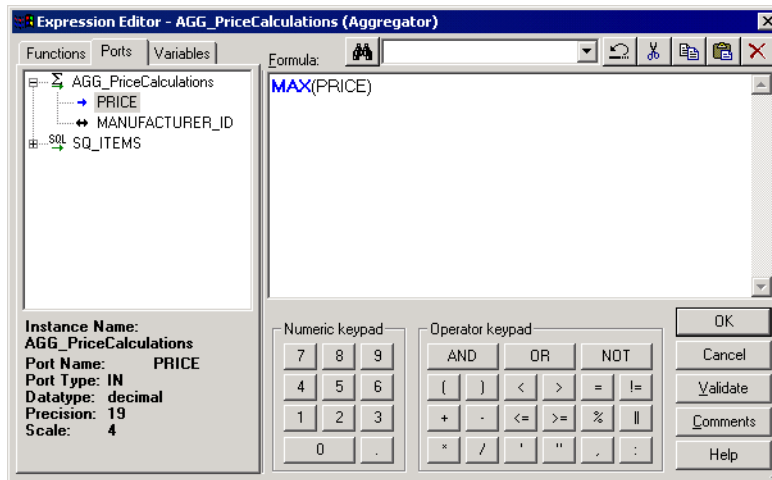 Expression Editor - AGG_PriceCalculations (Aggregator)
Functions Ports Variables
Formula:
AGG_PriceCalculations
PRICE
MANUFACTURER_ID
SQL SQ_ITEMS
MAX(PRICE)
Instance Name:
AGG_PriceCalculations
Port Name: PRICE
Port Type: IN
Datatype: decimal
Precision: 19
Scale: 4
Numeric keypad
7 8 9
4 5 6
1 2 3
0 .
Operator keypad
AND OR NOT
( ) < > = !=
+ - <= >= % ||
* / ' " , :
OK
Cancel
Validate
Comments
Help